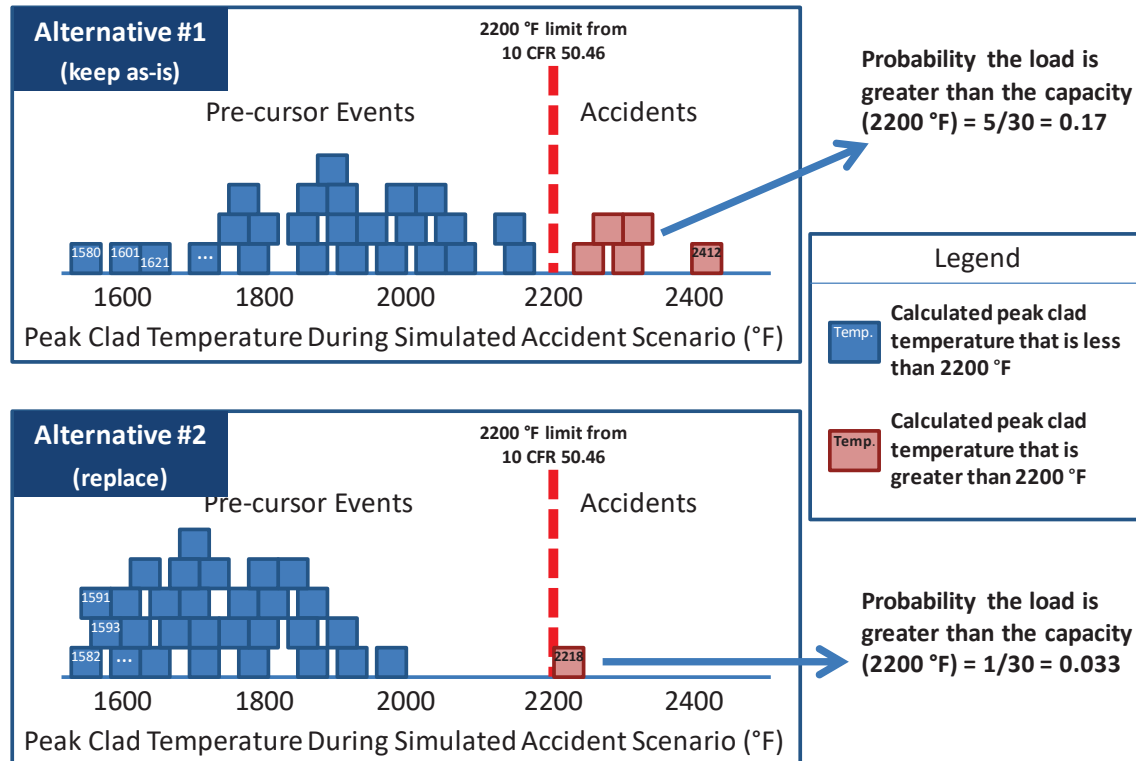 Alternative #1
(keep as-is)
2200 °F limit from
10 CFR 50.46
Pre-cursor Events
Accidents
1580
1601
1621
...
2412
1600 1800 2000 2200 2400
Peak Clad Temperature During Simulated Accident Scenario (°F)
Probability the load is
greater than the capacity
(2200 °F) = 5/30 = 0.17
Legend
Temp.
Calculated peak clad
temperature that is less
than 2200 °F
Temp.
Calculated peak clad
temperature that is
greater than 2200 °F
Alternative #2
(replace)
2200 °F limit from
10 CFR 50.46
Pre-cursor Events
Accidents
1591
1593
1582
...
2218
1600 1800 2000 2200 2400
Peak Clad Temperature During Simulated Accident Scenario (°F)
Probability the load is
greater than the capacity
(2200 °F) = 1/30 = 0.033